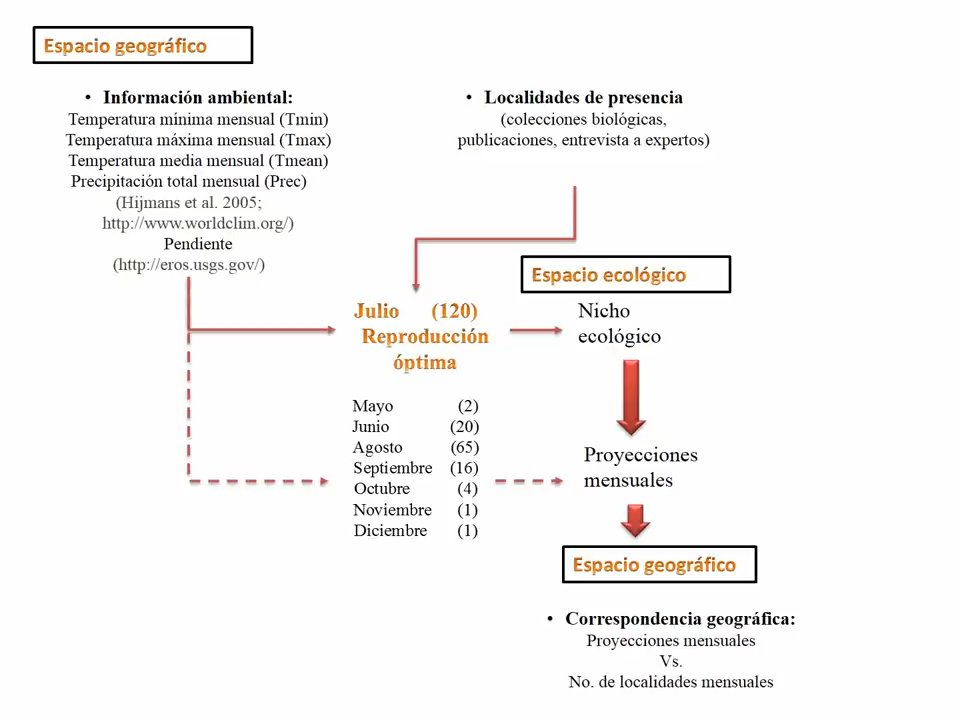 Espacio geográfico
• Información ambiental:
Temperatura mínima mensual (Tmin)
Temperatura máxima mensual (Tmax)
Temperatura media mensual (Tmean)
Precipitación total mensual (Prec)
(Hijmans et al. 2005;
http://www.worldclim.org/)
Pendiente
(http://eros.usgs.gov/)
• Localidades de presencia
(colecciones biológicas,
publicaciones, entrevista a expertos)
Espacio ecológico
Julio (120)
Reproducción
óptima
Nicho
ecológico
Mayo (2)
Junio (20)
Agosto (65)
Septiembre (16)
Octubre (4)
Noviembre (1)
Diciembre (1)
Proyecciones
mensuales
Espacio geográfico
• Correspondencia geográfica:
Proyecciones mensuales
Vs.
No. de localidades mensuales